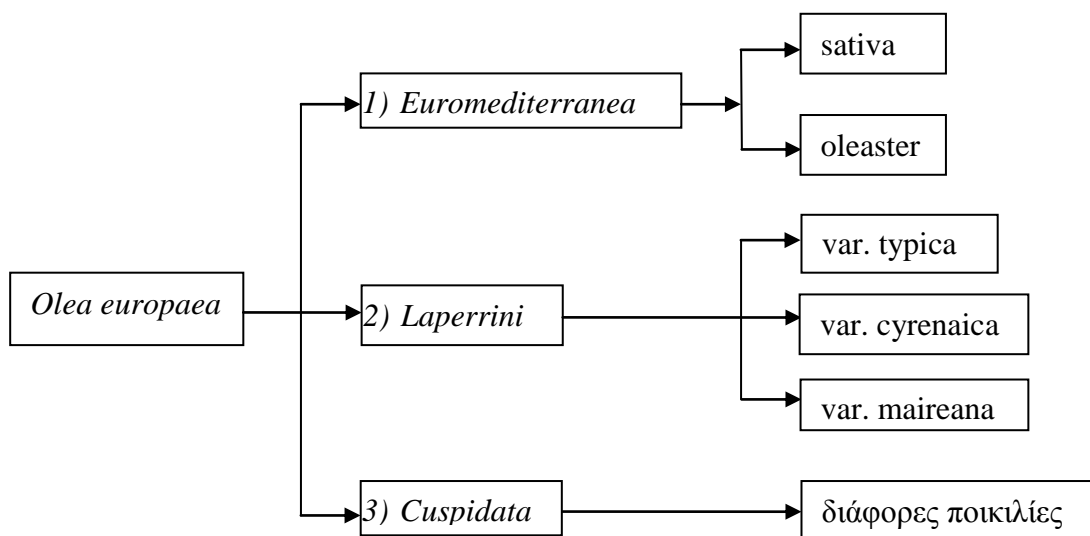 Olea europaea
1) Euromediterranea
sativa
oleaster
2) Laperrini
var. typica
var. cyrenaica
var. maireana
3) Cuspidata
διάφορες ποικιλίες